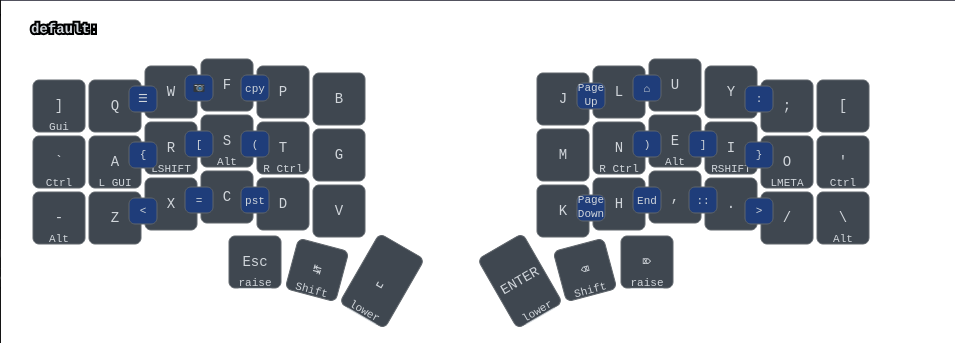 default:
] Q ☰ W F cpy P B J Page Up L ⌂ U Y : ; [
Gui
` A { R [ S ( T G M N ) E ] I } O '
Ctrl L GUI LSHIFT Alt R Ctrl R Ctrl Alt RSHIFT LMETA Ctrl
- Z < X = C pst D V K Page Down H End , :: . > / \
Alt Alt
Esc ↹ ␣ ENTER ⌫ ⌦
raise Shift lower lower Shift raise